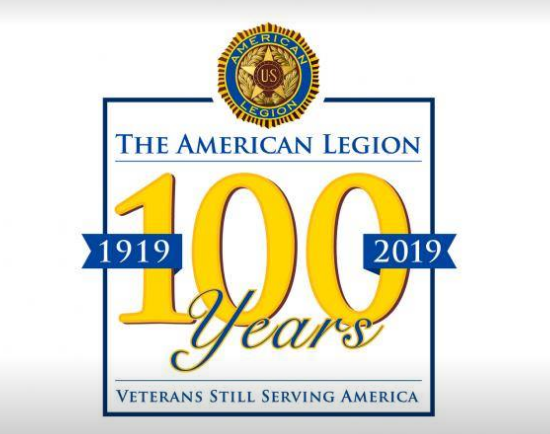 AMERICAN
US
LEGION
THE AMERICAN LEGION
100
1919
2019
Years
VETERANS STILL SERVING AMERICA